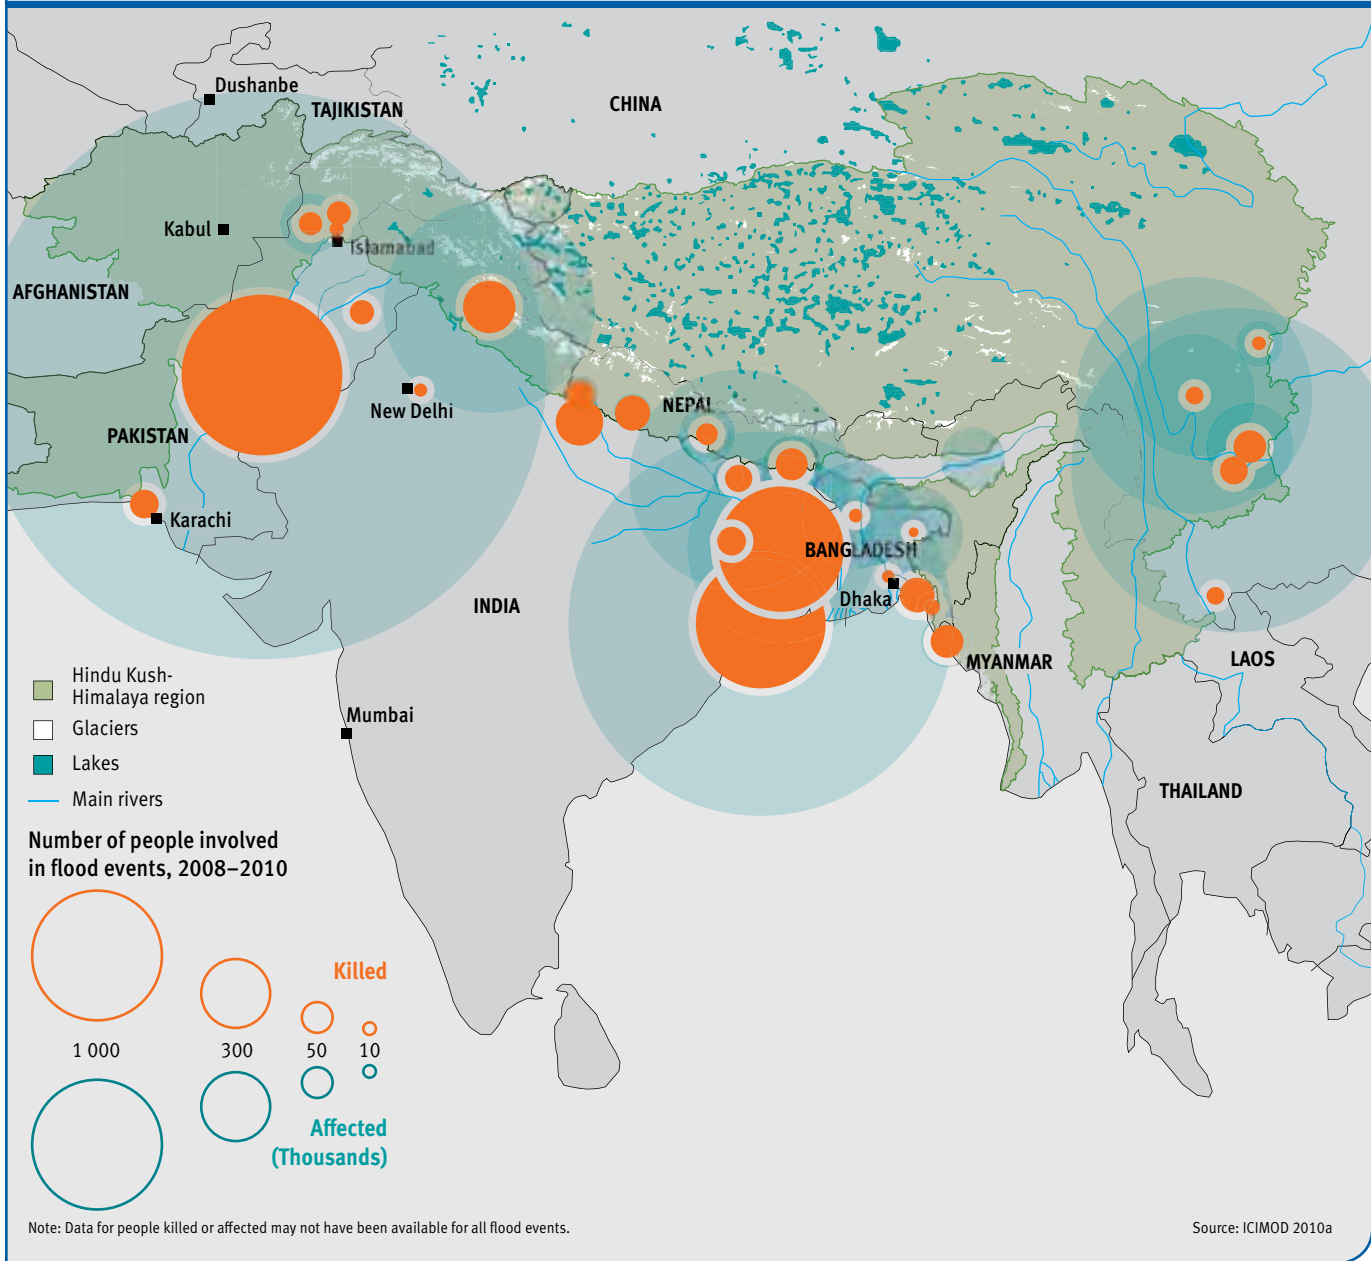 Dushanbe
TAJIKISTAN
CHINA
Kabul
Islamabad
AFGHANISTAN
New Delhi
NEPAL
PAKISTAN
Karachi
BANGLADESH
Dhaka
INDIA
MYANMAR
LAOS
Mumbai
THAILAND
Hindu Kush-
Himalaya region
Glaciers
Lakes
Main rivers
Number of people involved
in flood events, 2008–2010
Killed
1 000 300 50 10
Affected
(Thousands)
Note: Data for people killed or affected may not have been available for all flood events.
Source: ICIMOD 2010a